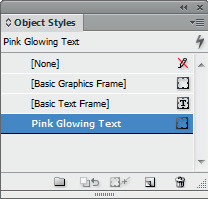 Object Styles
Pink Glowing Text
[None]
[Basic Graphics Frame]
[Basic Text Frame]
Pink Glowing Text